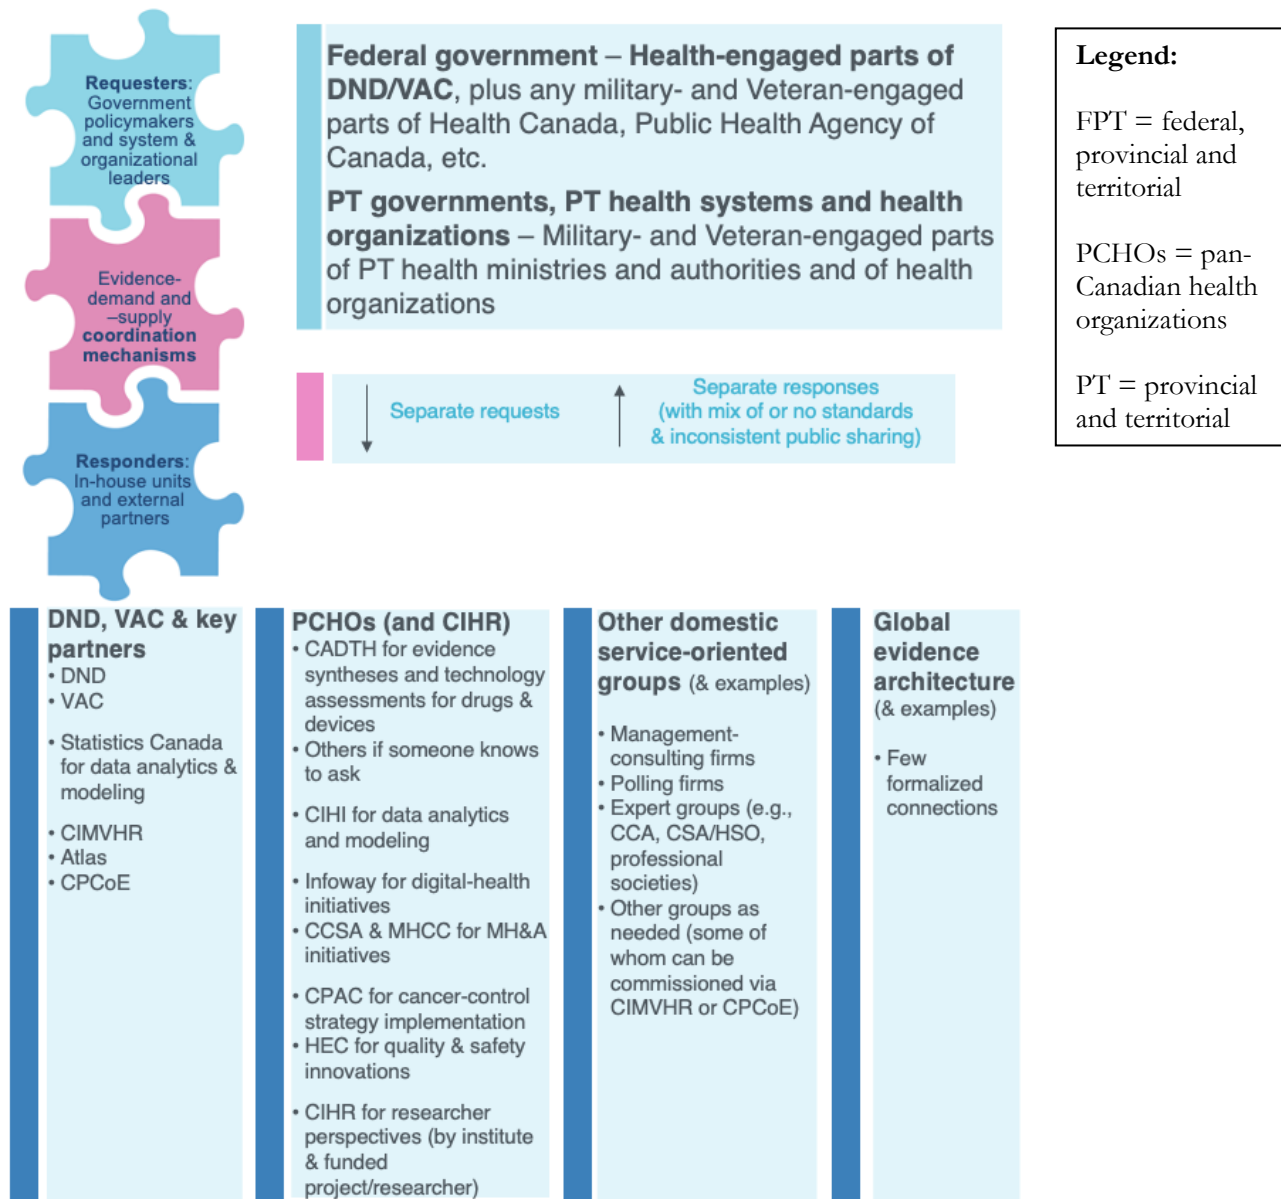 Requesters:
Government
policymakers
and system &
organizational
leaders
Evidence-
demand and
–supply
coordination
mechanisms
Responders:
In-house units
and external
partners
Federal government – Health-engaged parts of
DND/VAC, plus any military- and Veteran-engaged
parts of Health Canada, Public Health Agency of
Canada, etc.
PT governments, PT health systems and health
organizations – Military- and Veteran-engaged parts
of PT health ministries and authorities and of health
organizations
Separate requests
Separate responses
(with mix of or no standards
& inconsistent public sharing)
Legend:
FPT = federal,
provincial and
territorial
PCHOs = pan-
Canadian health
organizations
PT = provincial
and territorial
DND, VAC & key
partners
• DND
• VAC
• Statistics Canada
for data analytics &
modeling
• CIMVHR
• Atlas
• CPCoE
PCHOs (and CIHR)
• CADTH for evidence
syntheses and technology
assessments for drugs &
devices
• Others if someone knows
to ask
• CIHI for data analytics
and modeling
• Infoway for digital-health
initiatives
• CCSA & MHCC for MH&A
initiatives
• CPAC for cancer-control
strategy implementation
• HEC for quality & safety
innovations
• CIHR for researcher
perspectives (by institute
& funded
project/researcher)
Other domestic
service-oriented
groups (& examples)
• Management-
consulting firms
• Polling firms
• Expert groups (e.g.,
CCA, CSA/HSO,
professional
societies)
• Other groups as
needed (some of
whom can be
commissioned via
CIMVHR or CPCoE)
Global
evidence
architecture
(& examples)
• Few
formalized
connections